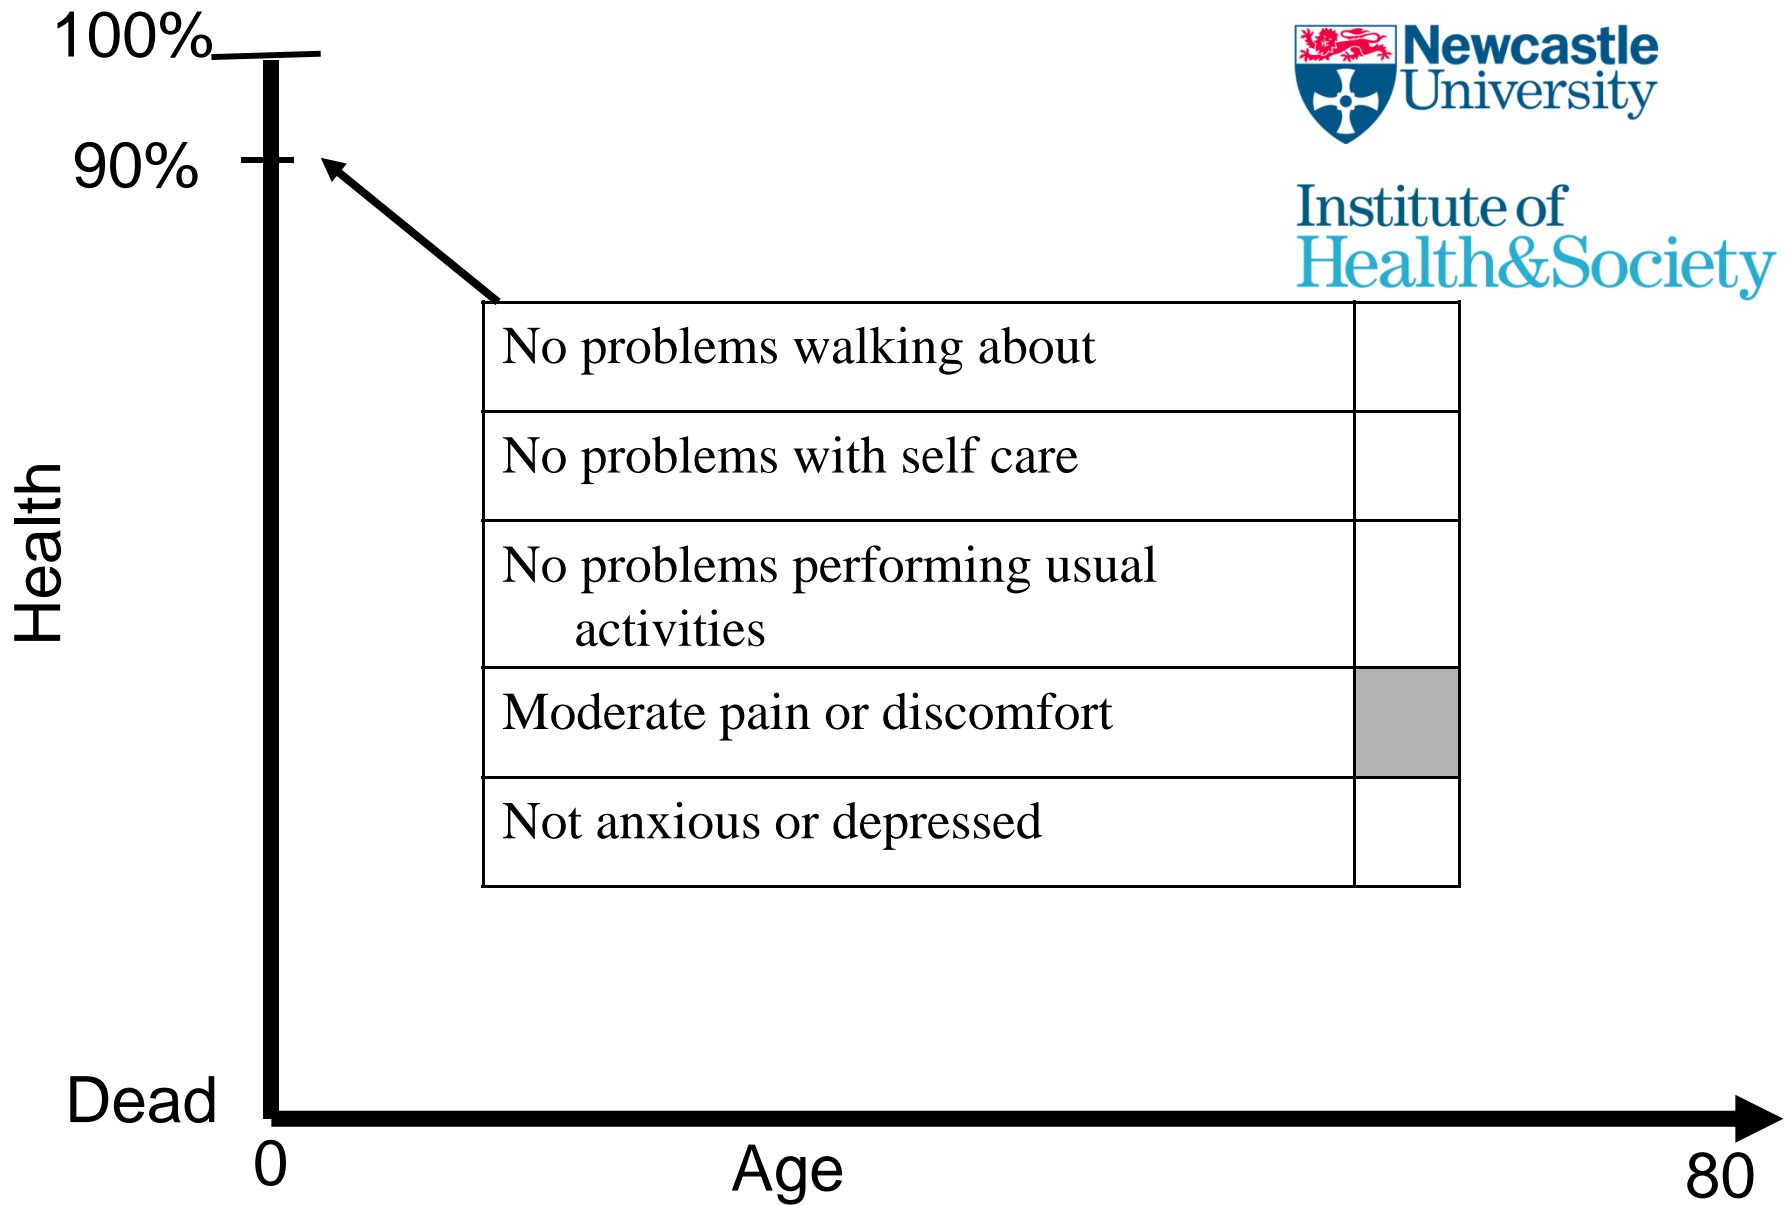 100%
Newcastle
University
90%
Institute of
Health&Society
No problems walking about
No problems with self care
Health
No problems performing usual
activities
Moderate pain or discomfort
Not anxious or depressed
Dead
0
Age
80